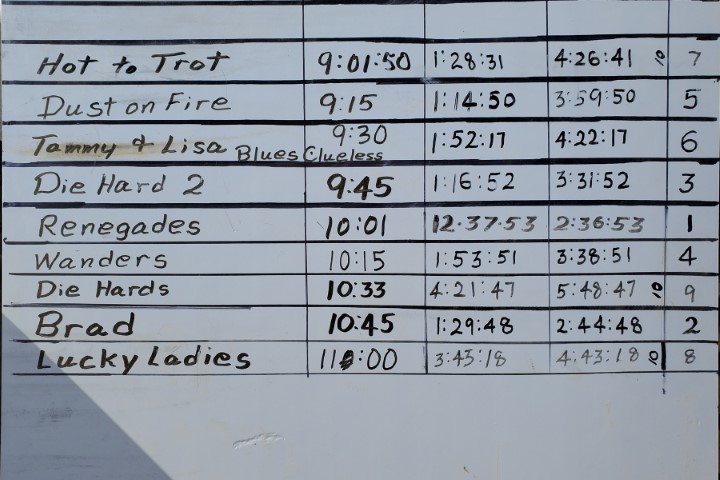 Hot to Trot 9:01:50 1:28:31 4:26:41 10 7
Dust on Fire 9:15 1:14:50 3:59:50 5
Tammy & Lisa 9:30 1:52:17 4:22:17 6
Blues Clueless
Die Hard 2 9:45 1:16:52 3:31:52 3
Renegades 10:01 12:37:53 2:36:53 1
Wanders 10:15 1:53:51 3:38:51 4
Die Hards 10:33 4:21:47 5:48:47 10 9
Brad 10:45 1:29:48 2:44:48 2
Lucky Ladies 11:00 3:43:18 4:43:18 10 8